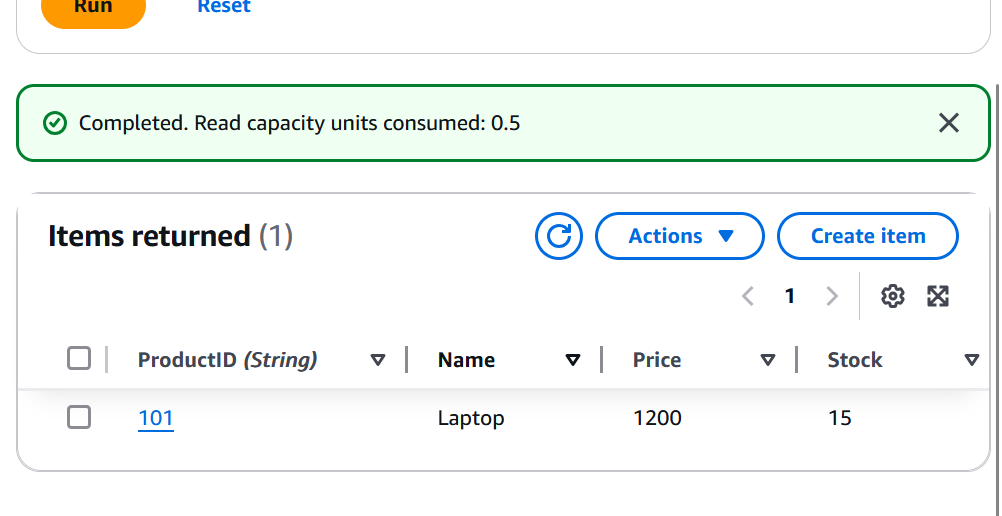 Run Reset
Completed. Read capacity units consumed: 0.5
Items returned (1) Actions Create item
1
ProductID (String) Name Price Stock
101 Laptop 1200 15